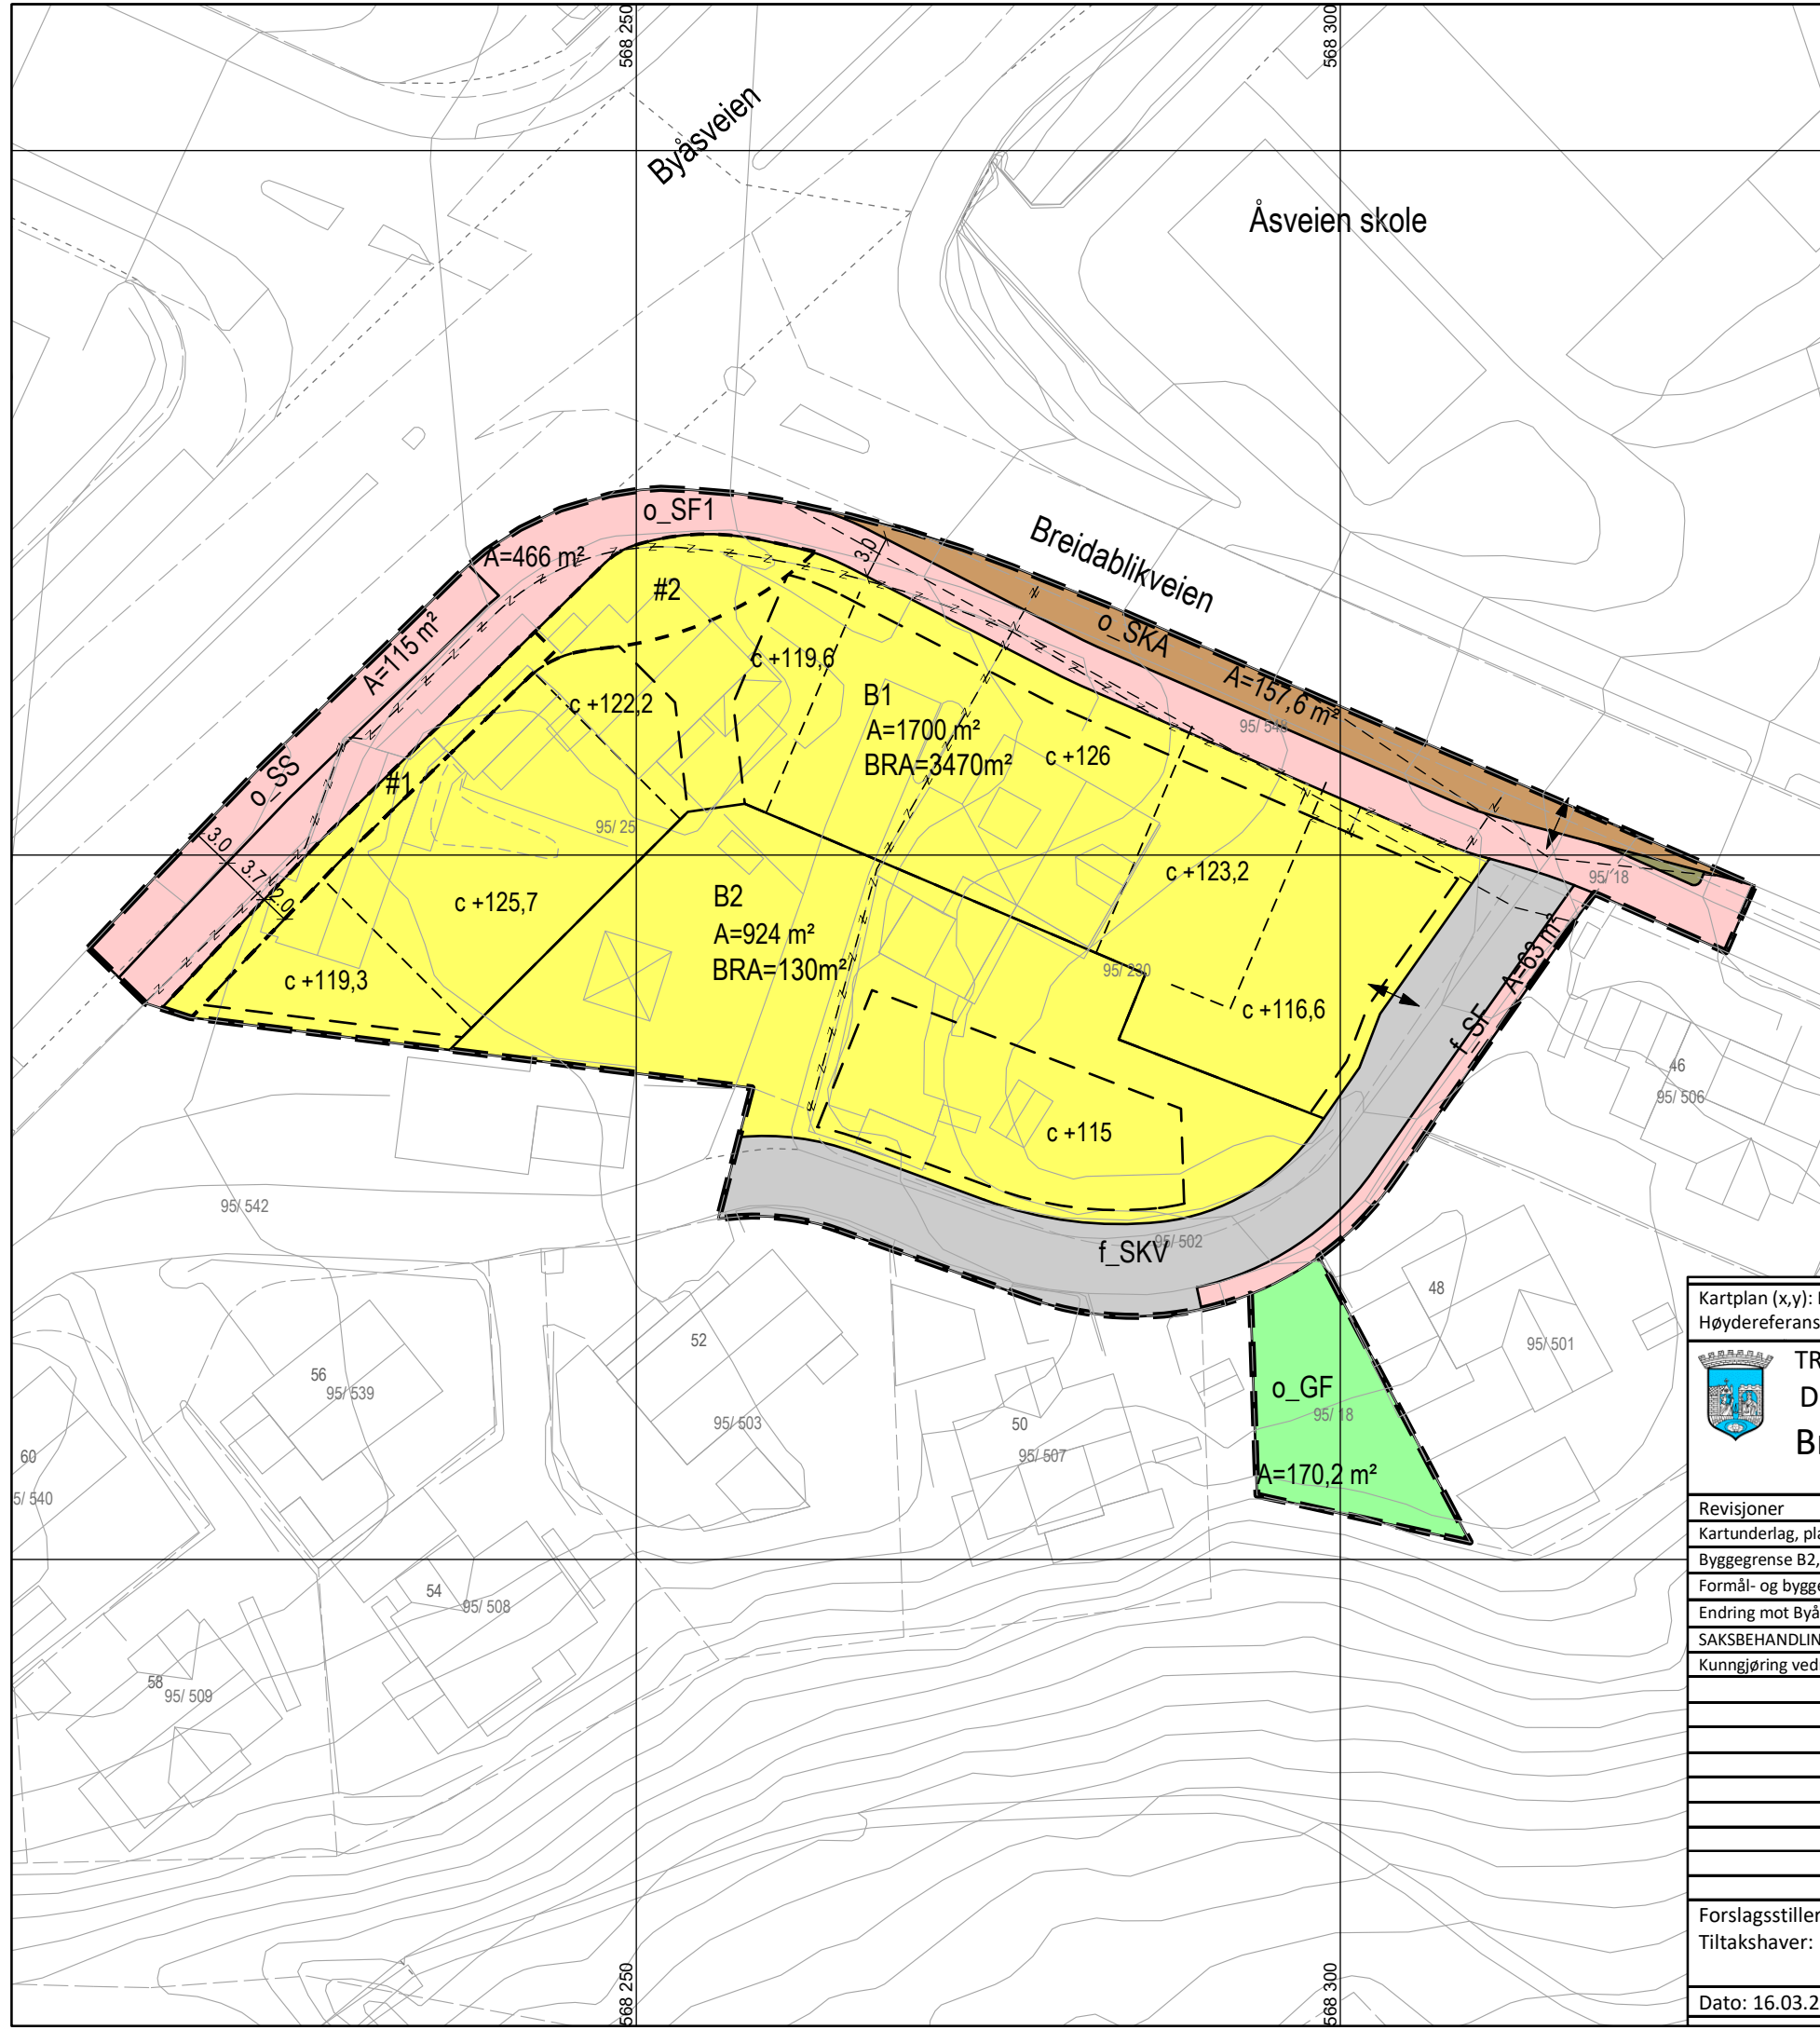 568 250
568 300
Byåsveien
Åsveien skole
o_SF1
Breidablikveien
A=466 m²
3.0
#2
o_SKA
A=115 m²
c +119,6
A=157,6 m²
c +122,2
B1
A=1700 m²
BRA=3470m²
c +126
95/ 548
o_SS
#1
95/ 25
3.0
3.7
2.0
c +123,2
95/ 18
c +125,7
B2
A=924 m²
BRA=130m²
95/ 230
A=63 m²
c +119,3
c +116,6
f_SF
46
95/ 506
c +115
95/ 542
f_SKV
95/ 502
48
95/ 501
52
56
95/ 539
95/ 503
o_GF
95/ 18
50
95/ 507
60
5/ 540
A=170,2 m²
54
95/ 508
58
95/ 509
568 250
568 300
Kartplan (x,y):
Høydereferans
TR
D
Revisjoner
Kartunderlag, pla
Byggegrense B2,
Formål- og bygge
Endring mot Byå
SAKSBEHANDLIN
Kunngjøring ved
Forslagsstiller
Tiltakshaver:
Dato: 16.03.2